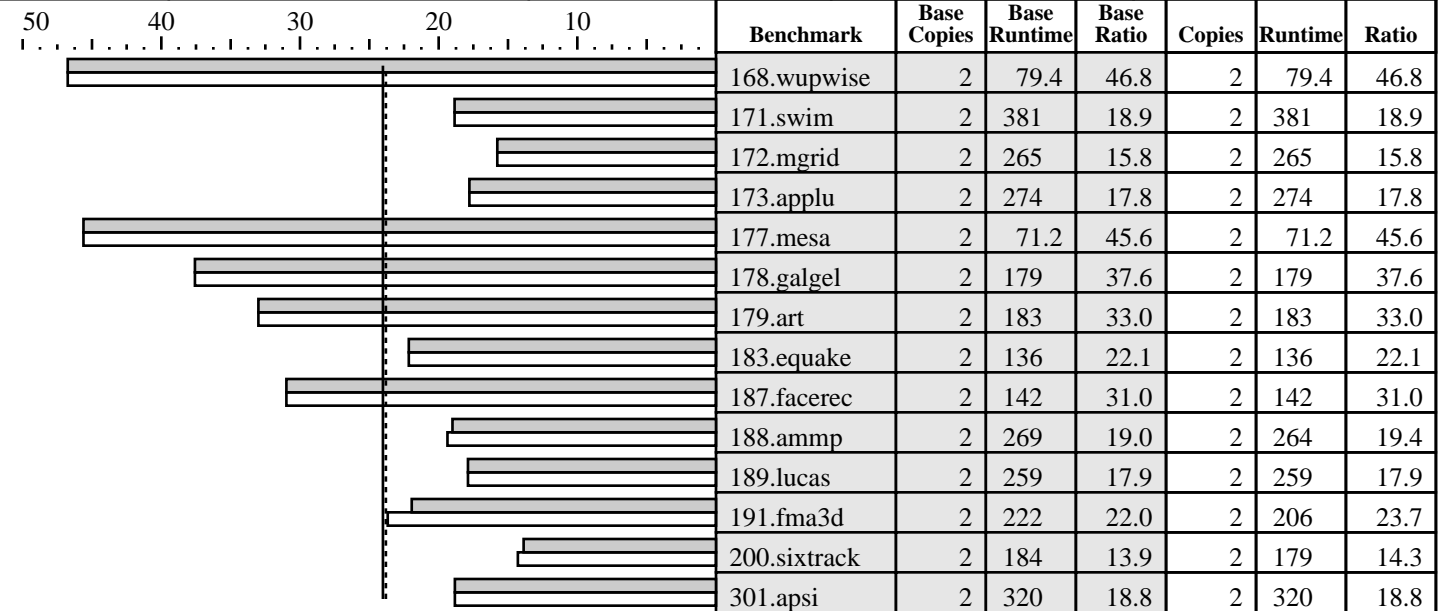 50 40 30 20 10
Benchmark Base Copies Base Runtime Base Ratio Copies Runtime Ratio
168.wupwise 2 79.4 46.8 2 79.4 46.8
171.swim 2 381 18.9 2 381 18.9
172.mgrid 2 265 15.8 2 265 15.8
173.applu 2 274 17.8 2 274 17.8
177.mesa 2 71.2 45.6 2 71.2 45.6
178.galgel 2 179 37.6 2 179 37.6
179.art 2 183 33.0 2 183 33.0
183.equake 2 136 22.1 2 136 22.1
187.facerec 2 142 31.0 2 142 31.0
188.ammp 2 269 19.0 2 264 19.4
189.lucas 2 259 17.9 2 259 17.9
191.fma3d 2 222 22.0 2 206 23.7
200.sixtrack 2 184 13.9 2 179 14.3
301.apsi 2 320 18.8 2 320 18.8